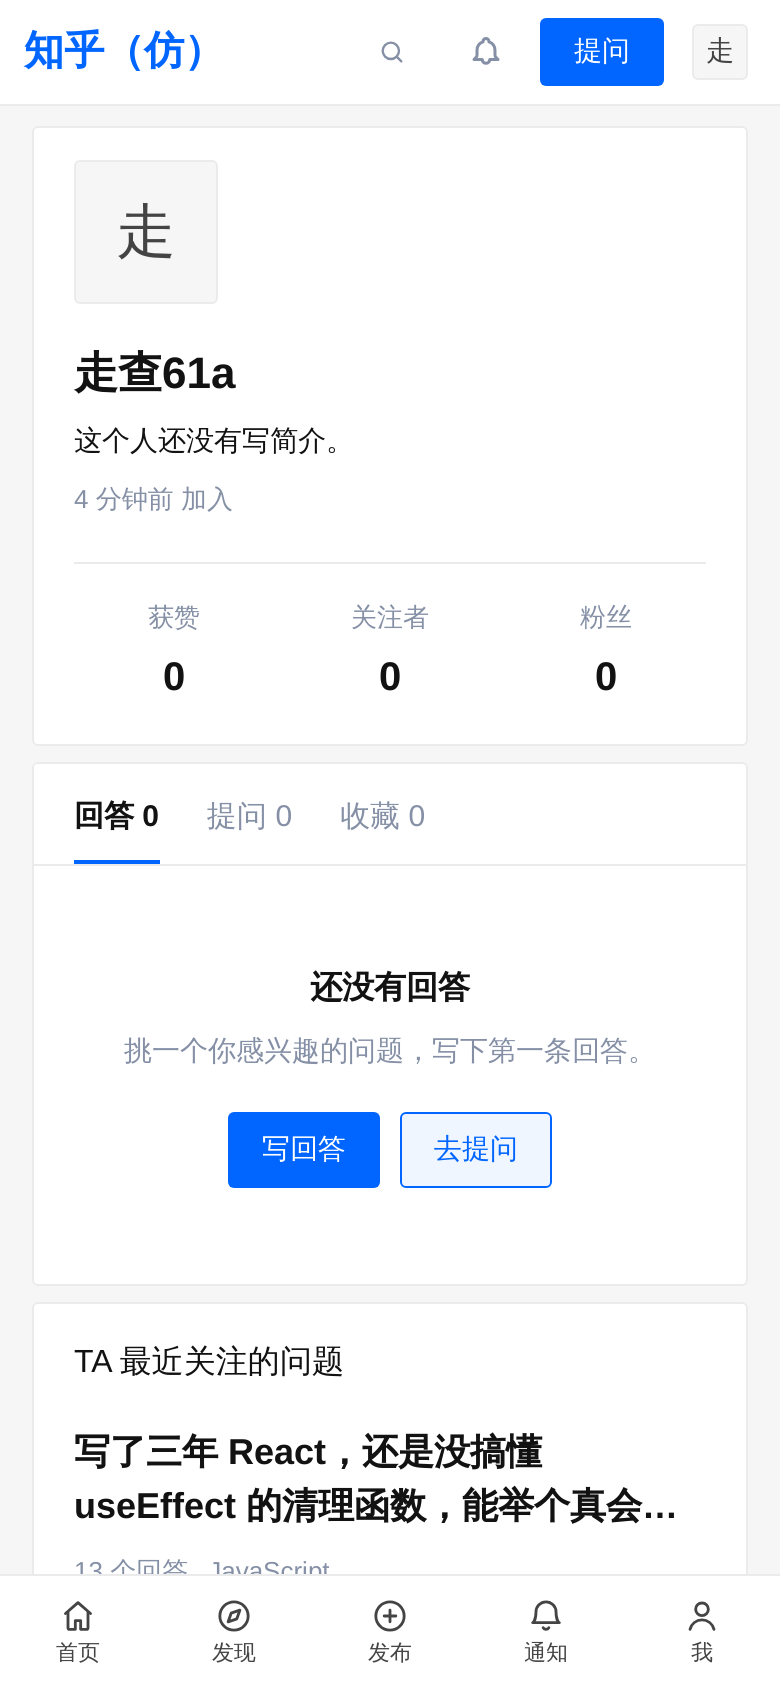 知乎（仿）
提问
走
走
走查61a
这个人还没有写简介。
4 分钟前 加入
获赞 关注者 粉丝
0 0 0
回答 0 提问 0 收藏 0
还没有回答
挑一个你感兴趣的问题，写下第一条回答。
写回答 去提问
TA 最近关注的问题
写了三年 React，还是没搞懂
useEffect 的清理函数，能举个真会…
13 个回答 JavaScript
首页 发现 发布 通知 我